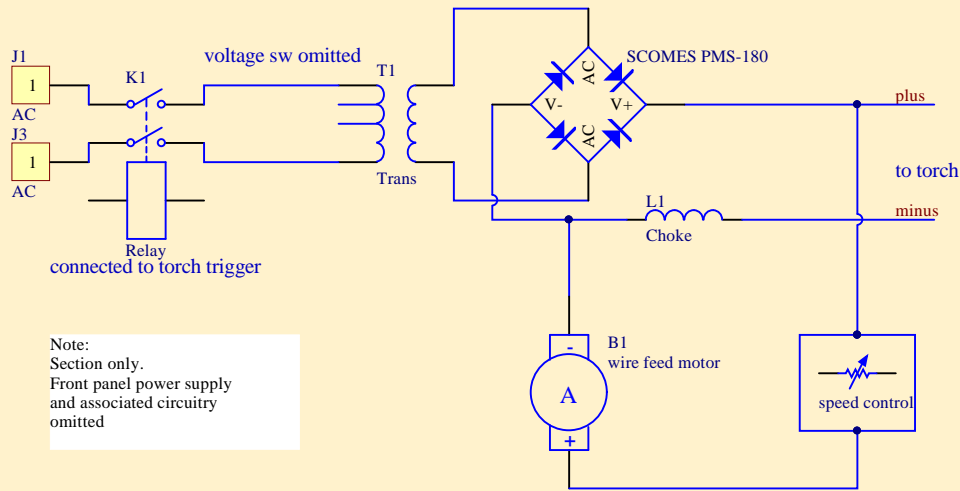 J1
1
AC
J3
1
AC
K1
Relay
connected to torch trigger
voltage sw omitted
T1
Trans
SCOMES PMS-180
AC
V-
V+
AC
plus
to torch
minus
L1
Choke
B1
wire feed motor
-
A
+
speed control
Note:
Section only.
Front panel power supply
and associated circuitry
omitted